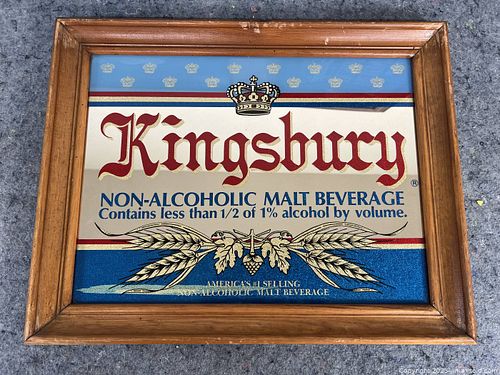 Kingsbury ®
NON-ALCOHOLIC MALT BEVERAGE
Contains less than 1/2 of 1% alcohol by volume.
AMERICA'S #1 SELLING
NON-ALCOHOLIC MALT BEVERAGE